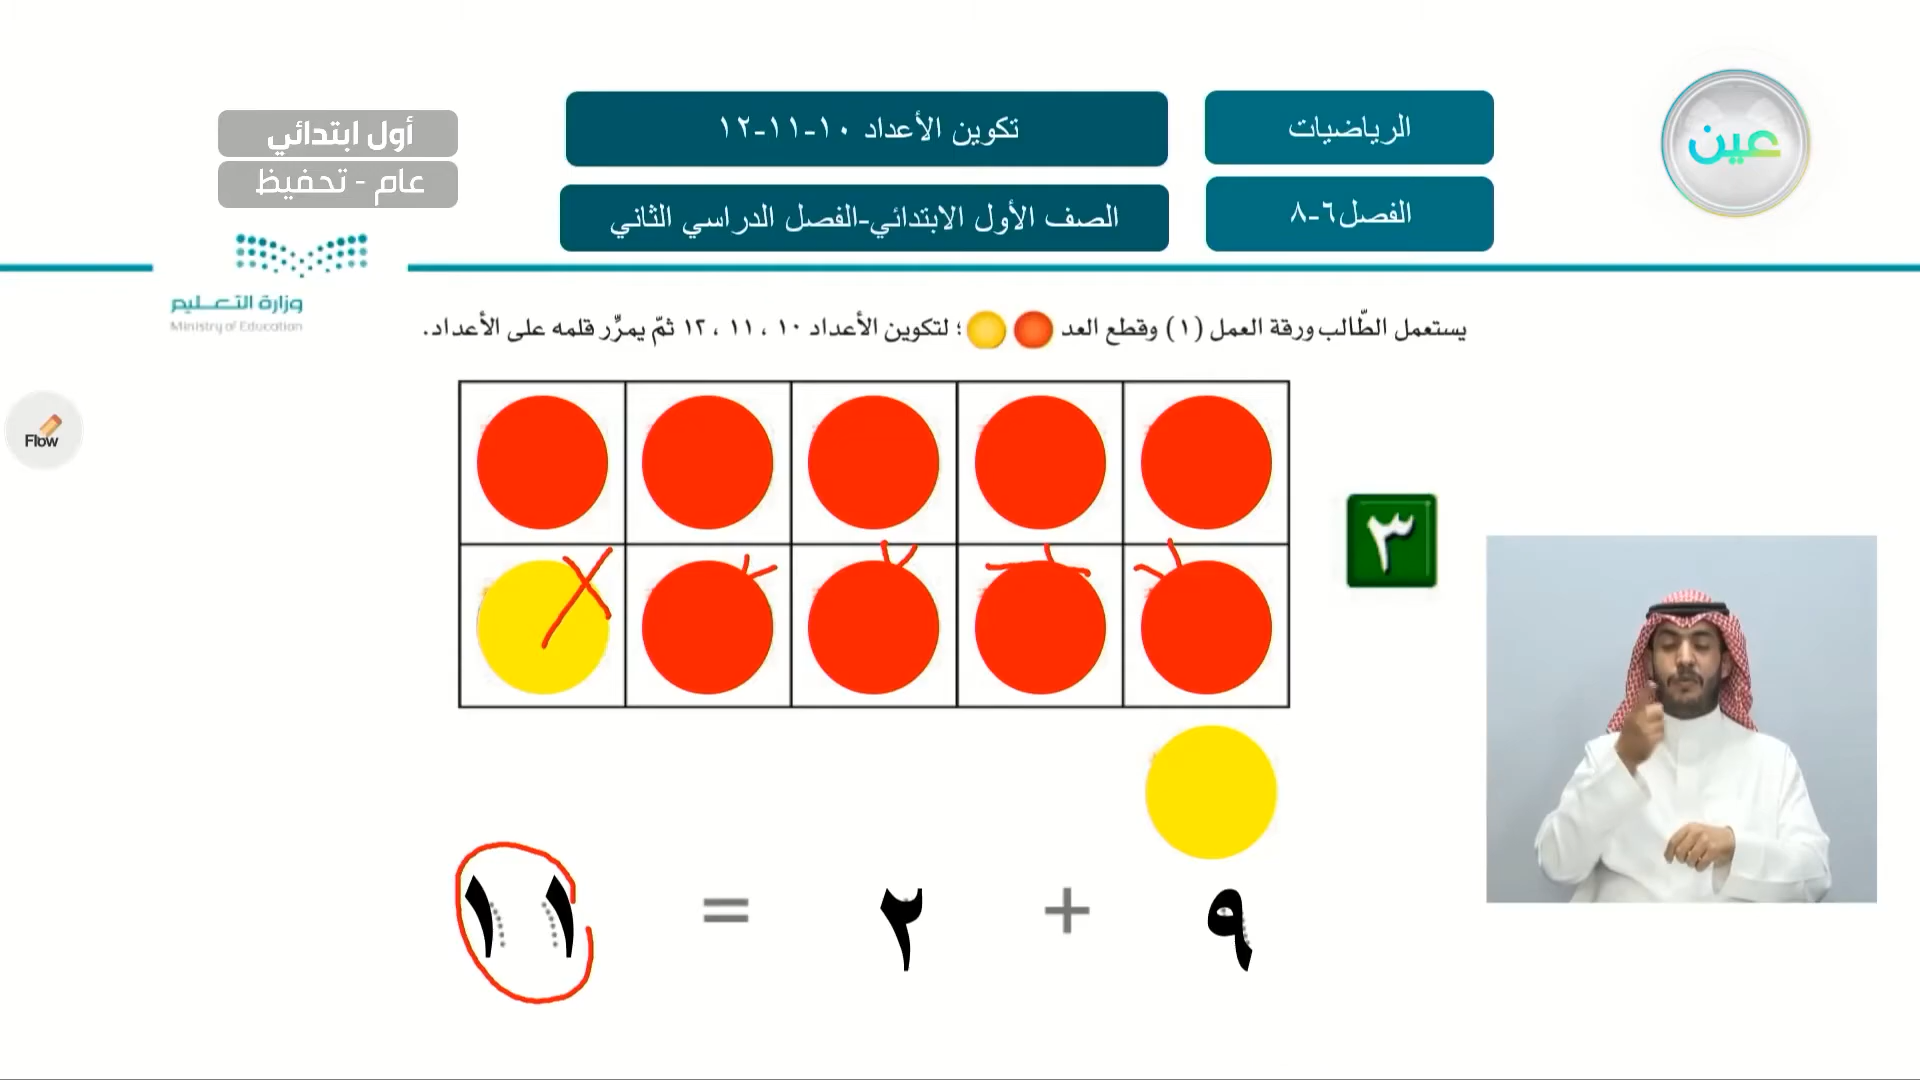 عين
الرياضيات
تكوين الأعداد ١٠-١١-١٢
أول ابتدائي
عام - تحفيظ
الفصل٦-٨
الصف الأول الابتدائي-الفصل الدراسي الثاني
وزارة التعليم
Ministry of Education
يستعمل الطّالب ورقة العمل (١) وقطع العد ؛ لتكوين الأعداد ١٠ ، ١١ ، ١٢ ثمّ يمرِّر قلمه على الأعداد.
Flow
٣
٩ + ٢ = ١١